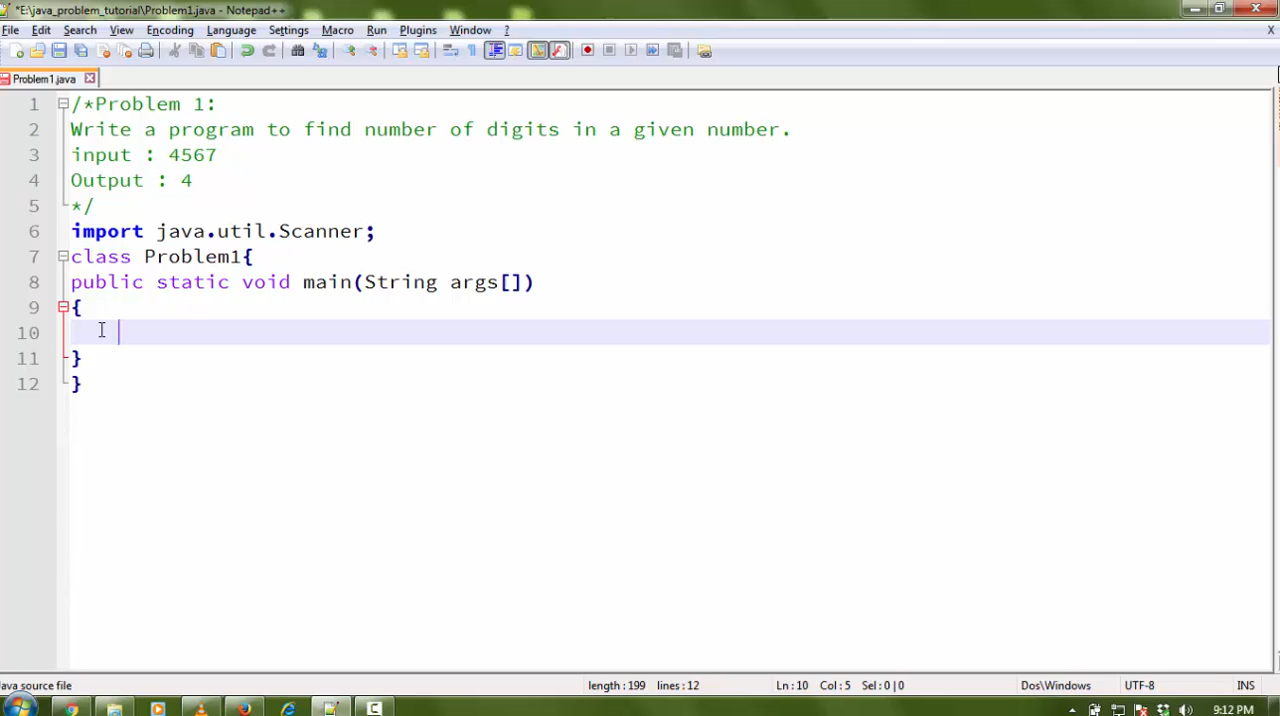 *E:\java_problem_tutorial\Problem1.java - Notepad++
File Edit Search View Encoding Language Settings Macro Run Plugins Window ? X
Problem1.java
1 /*Problem 1:
2 Write a program to find number of digits in a given number.
3 input : 4567
4 Output : 4
5 */
6 import java.util.Scanner;
7 class Problem1{
8 public static void main(String args[])
9 {
10
11 }
12 }
Java source file length : 199 lines : 12 Ln : 10 Col : 5 Sel : 0 | 0 Dos\Windows UTF-8 INS
9:12 PM